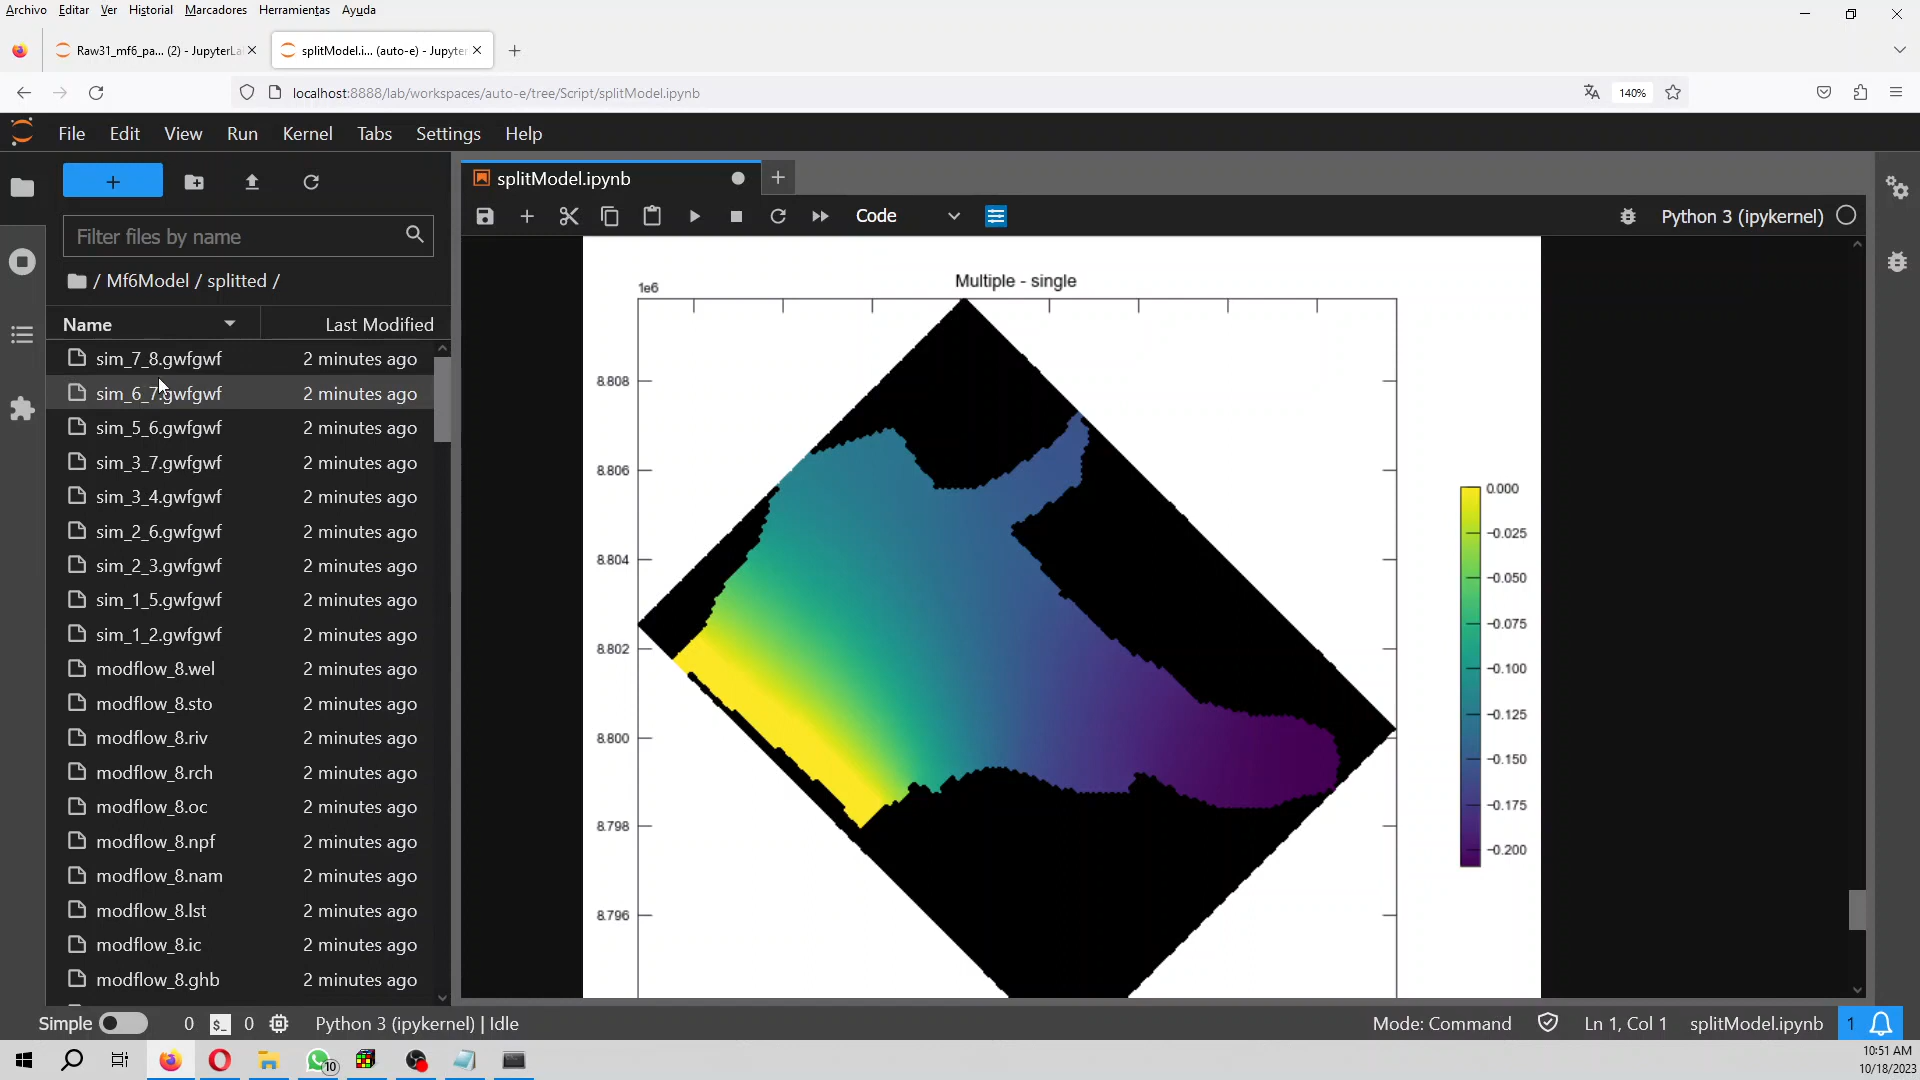 Archivo Editar Ver Historial Marcadores Herramientas Ayuda
Raw31_mf6_pa... (2) - JupyterLa
splitModel.i... (auto-e) - Jupyte
localhost:8888/lab/workspaces/auto-e/tree/Script/splitModel.ipynb
140%
File Edit View Run Kernel Tabs Settings Help
splitModel.ipynb
Filter files by name
Code
Python 3 (ipykernel)
/ Mf6Model / splitted /
Name Last Modified
sim_7_8.gwfgwf 2 minutes ago
sim_6_7.gwfgwf 2 minutes ago
sim_5_6.gwfgwf 2 minutes ago
sim_3_7.gwfgwf 2 minutes ago
sim_3_4.gwfgwf 2 minutes ago
sim_2_6.gwfgwf 2 minutes ago
sim_2_3.gwfgwf 2 minutes ago
sim_1_5.gwfgwf 2 minutes ago
sim_1_2.gwfgwf 2 minutes ago
modflow_8.wel 2 minutes ago
modflow_8.sto 2 minutes ago
modflow_8.riv 2 minutes ago
modflow_8.rch 2 minutes ago
modflow_8.oc 2 minutes ago
modflow_8.npf 2 minutes ago
modflow_8.nam 2 minutes ago
modflow_8.lst 2 minutes ago
modflow_8.ic 2 minutes ago
modflow_8.ghb 2 minutes ago
Multiple - single
1e6
8.808
8.806
8.804
8.802
8.800
8.798
8.796
0.000
−0.025
−0.050
−0.075
−0.100
−0.125
−0.150
−0.175
−0.200
Simple 0 $_ 0 Python 3 (ipykernel) | Idle
Mode: Command Ln 1, Col 1 splitModel.ipynb 1
10
10:51 AM
10/18/2023